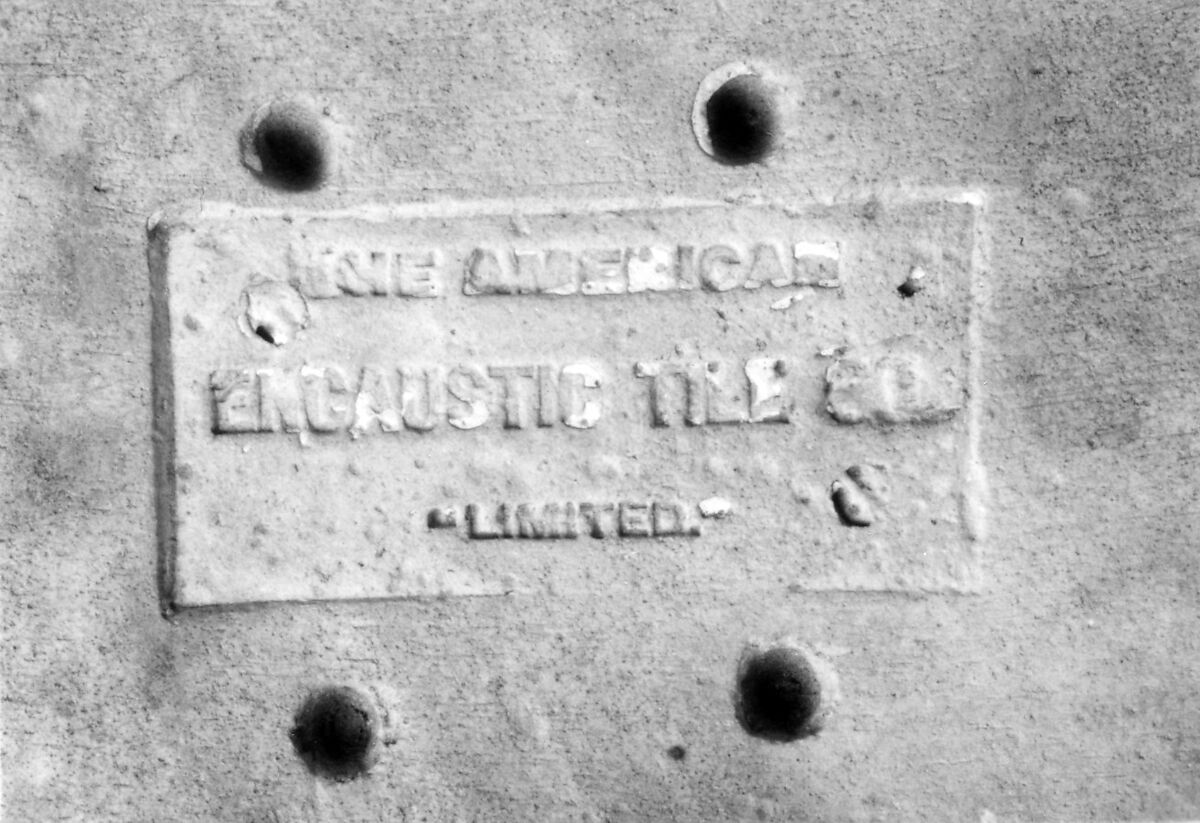 THE AMERICAN
ENCAUSTIC TILE CO.
"LIMITED."